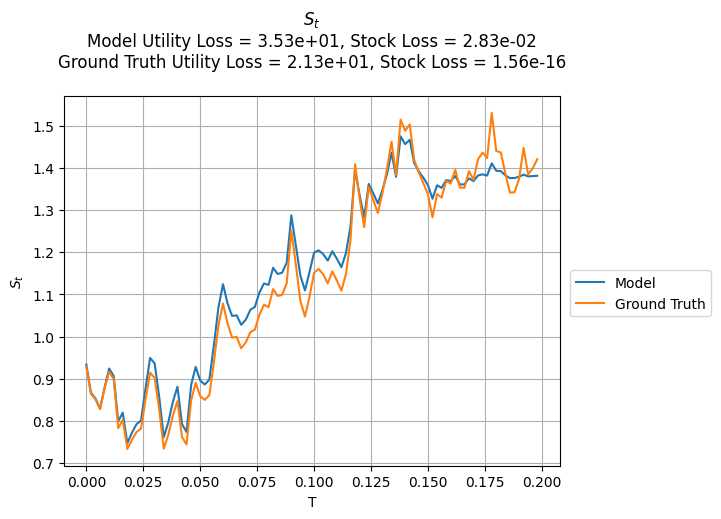 S_t
Model Utility Loss = 3.53e+01, Stock Loss = 2.83e-02
Ground Truth Utility Loss = 2.13e+01, Stock Loss = 1.56e-16
1.5
1.4
1.3
1.2
1.1
1.0
0.9
0.8
0.7
S_t
0.000
0.025
0.050
0.075
0.100
0.125
0.150
0.175
0.200
T
Model
Ground Truth